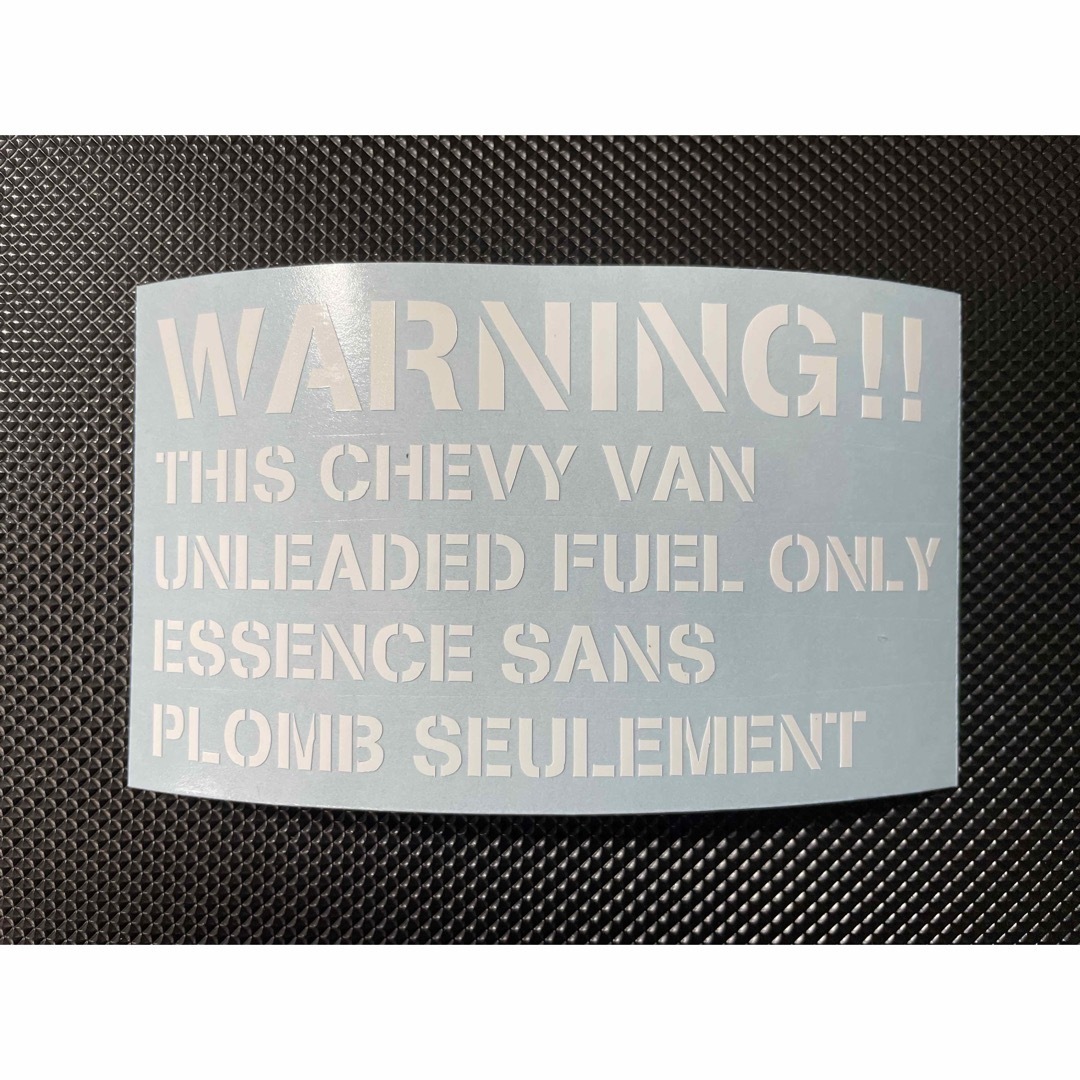 WARNING!!
THIS CHEVY VAN
UNLEADED FUEL ONLY
ESSENCE SANS
PLOMB SEULEMENT